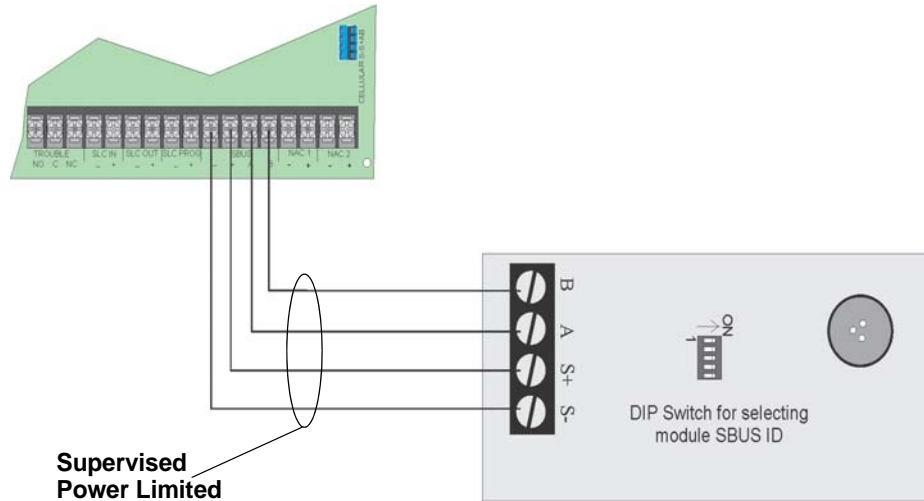 CELLULAR S-S+AB
TROUBLE SLC IN SLC OUT SLC PROG SBUS NAC 1 NAC 2
NO C NC – + – + – + – + A B - + - +
B
A
S+
S-
ON
1
DIP Switch for selecting
module SBUS ID
Supervised
Power Limited